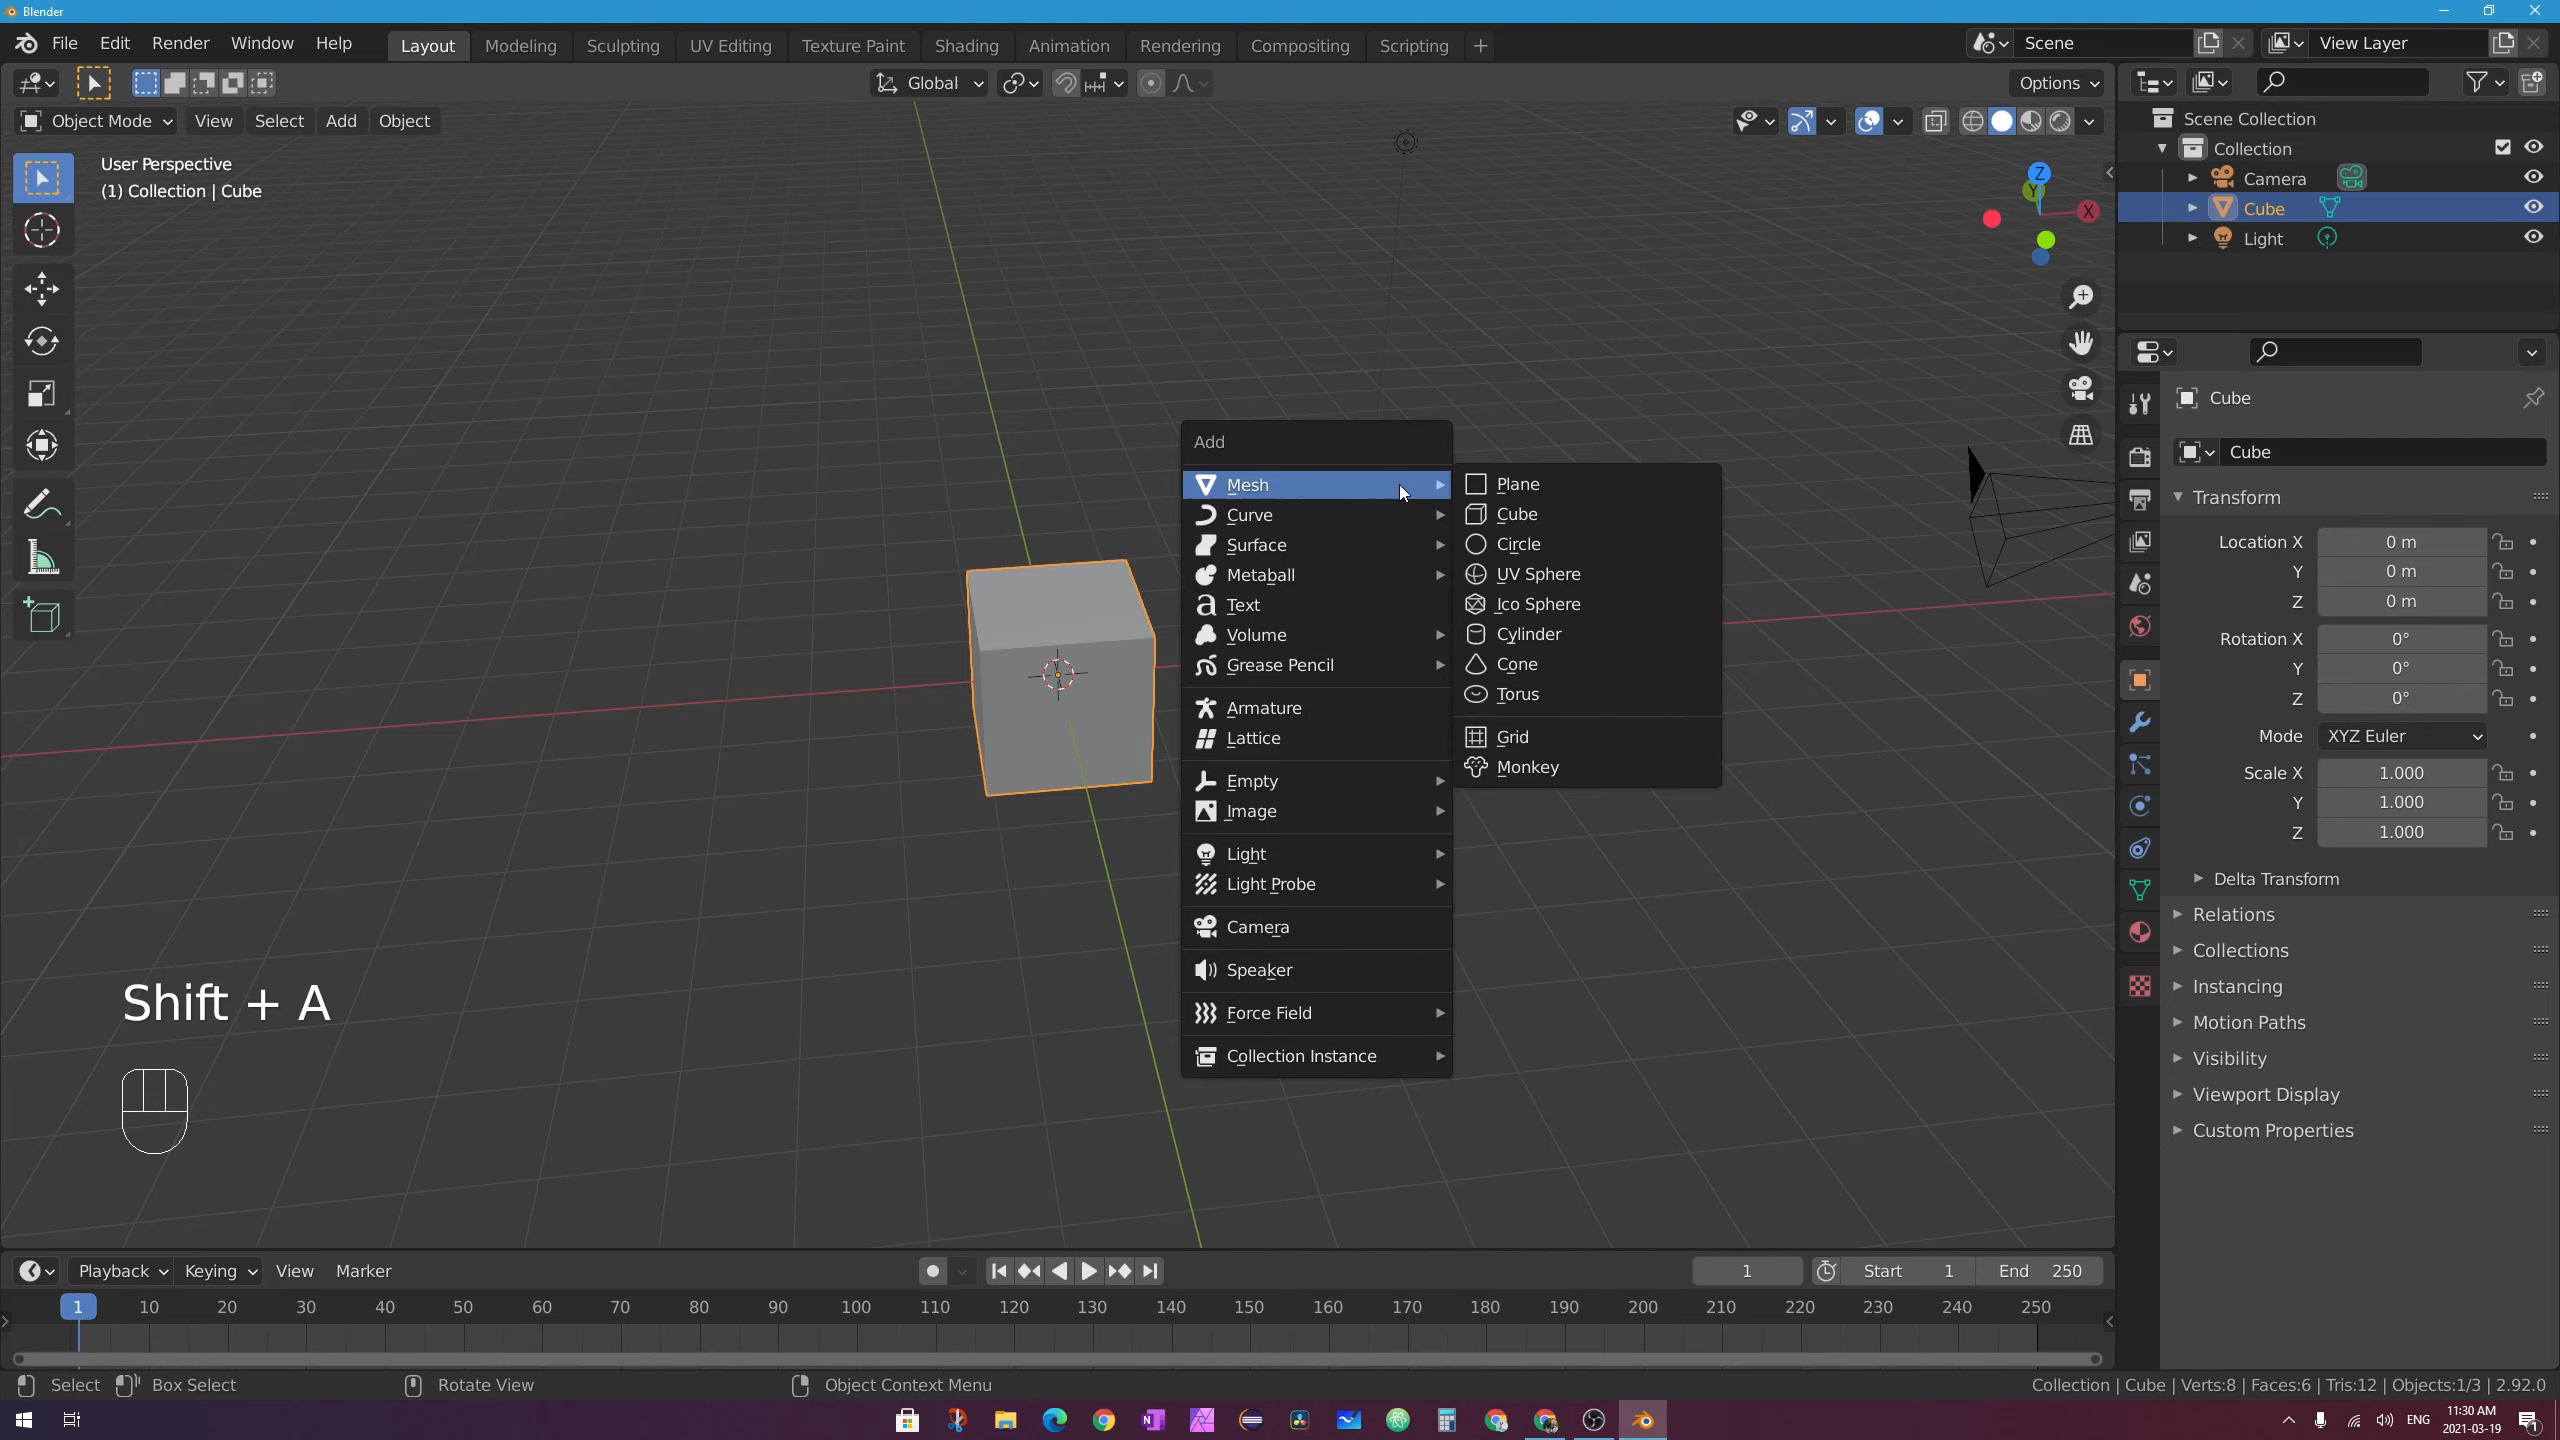 Blender
File Edit Render Window Help Layout Modeling Sculpting UV Editing Texture Paint Shading Animation Rendering Compositing Scripting + Scene View Layer
Global Options
Object Mode View Select Add Object
User Perspective
(1) Collection | Cube
Z
Y
X
Scene Collection
Collection
Camera
Cube
Light
Add
Mesh
Curve
Surface
Metaball
Text
Volume
Grease Pencil
Armature
Lattice
Empty
Image
Light
Light Probe
Camera
Speaker
Force Field
Collection Instance
Plane
Cube
Circle
UV Sphere
Ico Sphere
Cylinder
Cone
Torus
Grid
Monkey
Cube
Cube
Transform
Location X 0 m
Y 0 m
Z 0 m
Rotation X 0°
Y 0°
Z 0°
Mode XYZ Euler
Scale X 1.000
Y 1.000
Z 1.000
Delta Transform
Relations
Collections
Instancing
Motion Paths
Visibility
Viewport Display
Custom Properties
Shift + A
Playback Keying View Marker 1 Start 1 End 250
1 10 20 30 40 50 60 70 80 90 100 110 120 130 140 150 160 170 180 190 200 210 220 230 240 250
Select Box Select Rotate View Object Context Menu Collection | Cube | Verts:8 | Faces:6 | Tris:12 | Objects:1/3 | 2.92.0
ENG 11:30 AM
2021-03-19
1